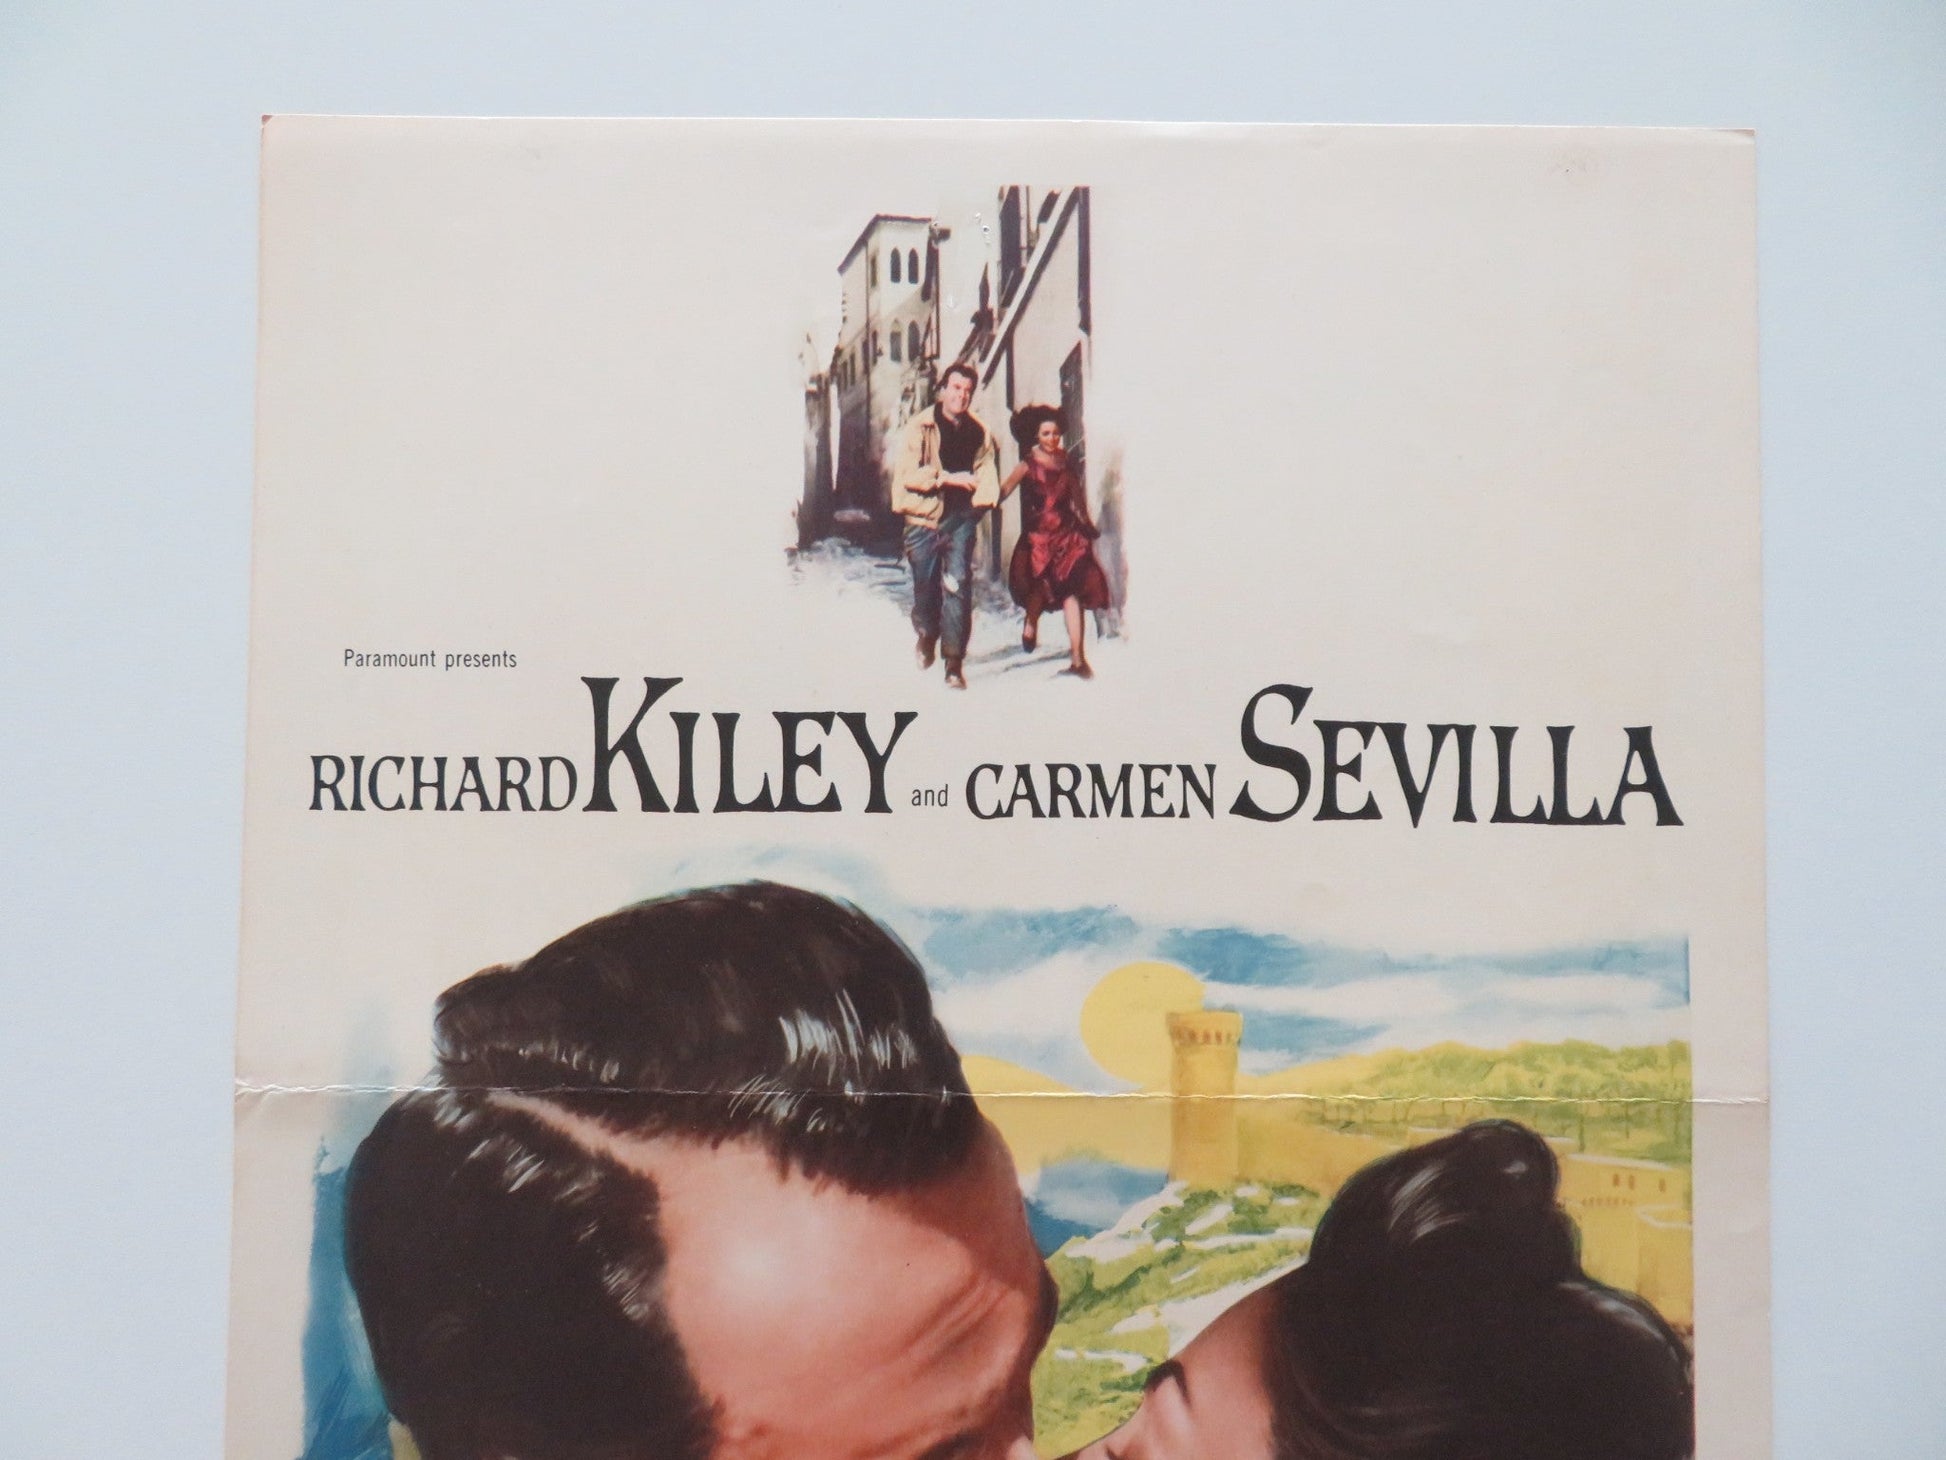 Paramount presents
RICHARD KILEY and CARMEN SEVILLA